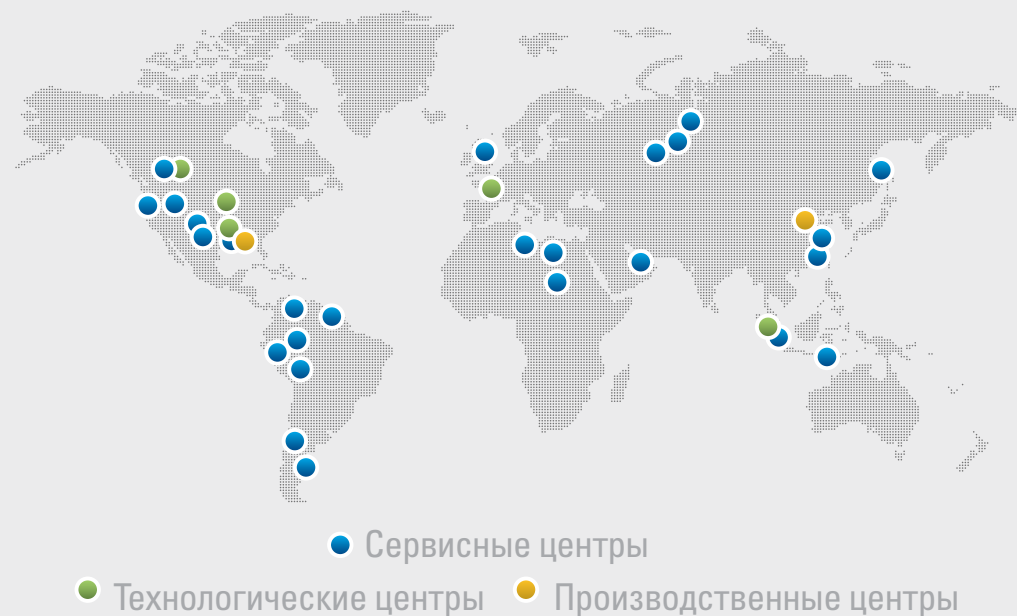 Сервисные центры
Технологические центры Производственные центры